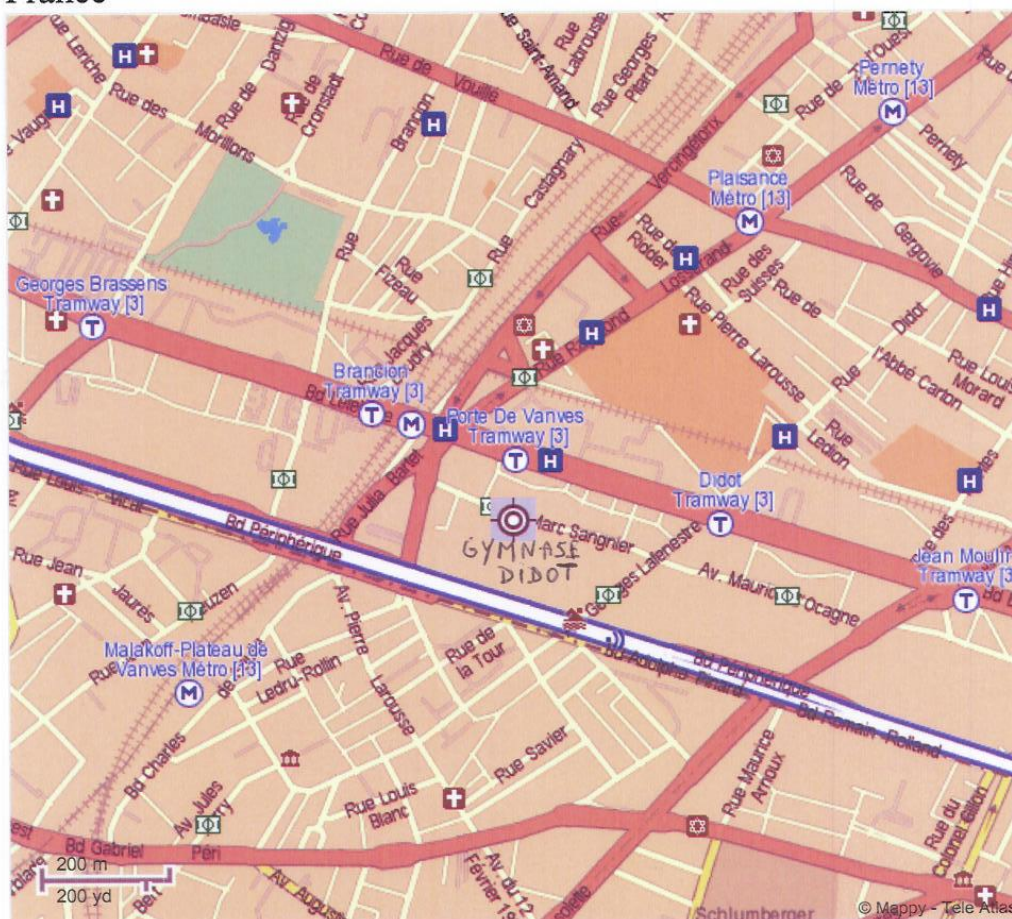 France
Rue Leriche
Rue des
Morillons
Rue de
Danzig
Rue de
Cronstadt
Brancion
Rue de
Vouillé
Rue Saint-Amand
Rue
Labrouste
Rue Georges
Pitard
Rue de l'Ouest
Pernety
Métro [13]
Pernety
Vercingétorix
Castagnary
Rue
Plaisance
Métro [13]
Rue de
Gergovie
Rue de
Ridder
Losserand
Rue des
Suisses
Rue de
l'Abbé Carton
Rue
Fizeau
Rue
Georges Brassens
Tramway [3]
Jacques
Baudry
Rue Raymond
Rue Pierre Larousse
Didot
Rue
Rue Louis
Morard
Brancion
Tramway [3]
Porte De Vanves
Tramway [3]
Rue
Ledion
Didot
Tramway [3]
Rue Louis
Vicat
Bd Périphérique
Rue Julia Bartet
Marc Sangnier
GYMNASE
DIDOT
Georges Lafenestre
Av. Maurice
d'Ocagne
Jean Moulin
Tramway [3]
Rue Jean
Jaurès
Malakoff-Plateau de
Vanves Métro [13]
Rue
Ledru-Rollin
Av. Pierre
Larousse
Rue de
la Tour
Bd Adolphe Pinard
Bd Périphérique
Bd Romain Rolland
Bd Charles
de
Rue Savier
Rue Maurice
Arnoux
Av. Jules
Ferry
Rue Louis
Blanc
Rue du
Colonel Gillon
Bd Gabriel
Péri
200 m
200 yd
Av. du 12
Février
Schlumberger
© Mappy - Tele Atlas